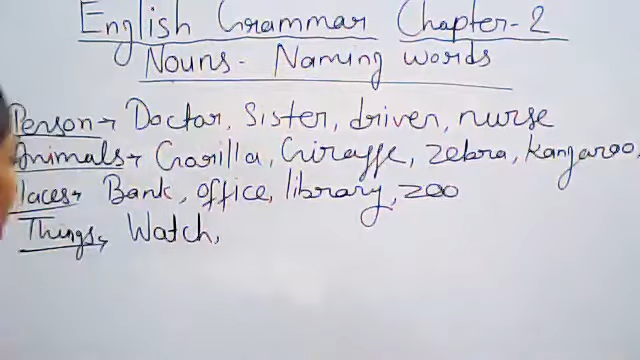 English Grammar Chapter-2
Nouns- Naming words
Person→ Doctor, Sister, driver, nurse
Animals→ Gorilla, Giraffe, zebra, kangaroo,
laces→ Bank, office, library, zoo
Things→ Watch,